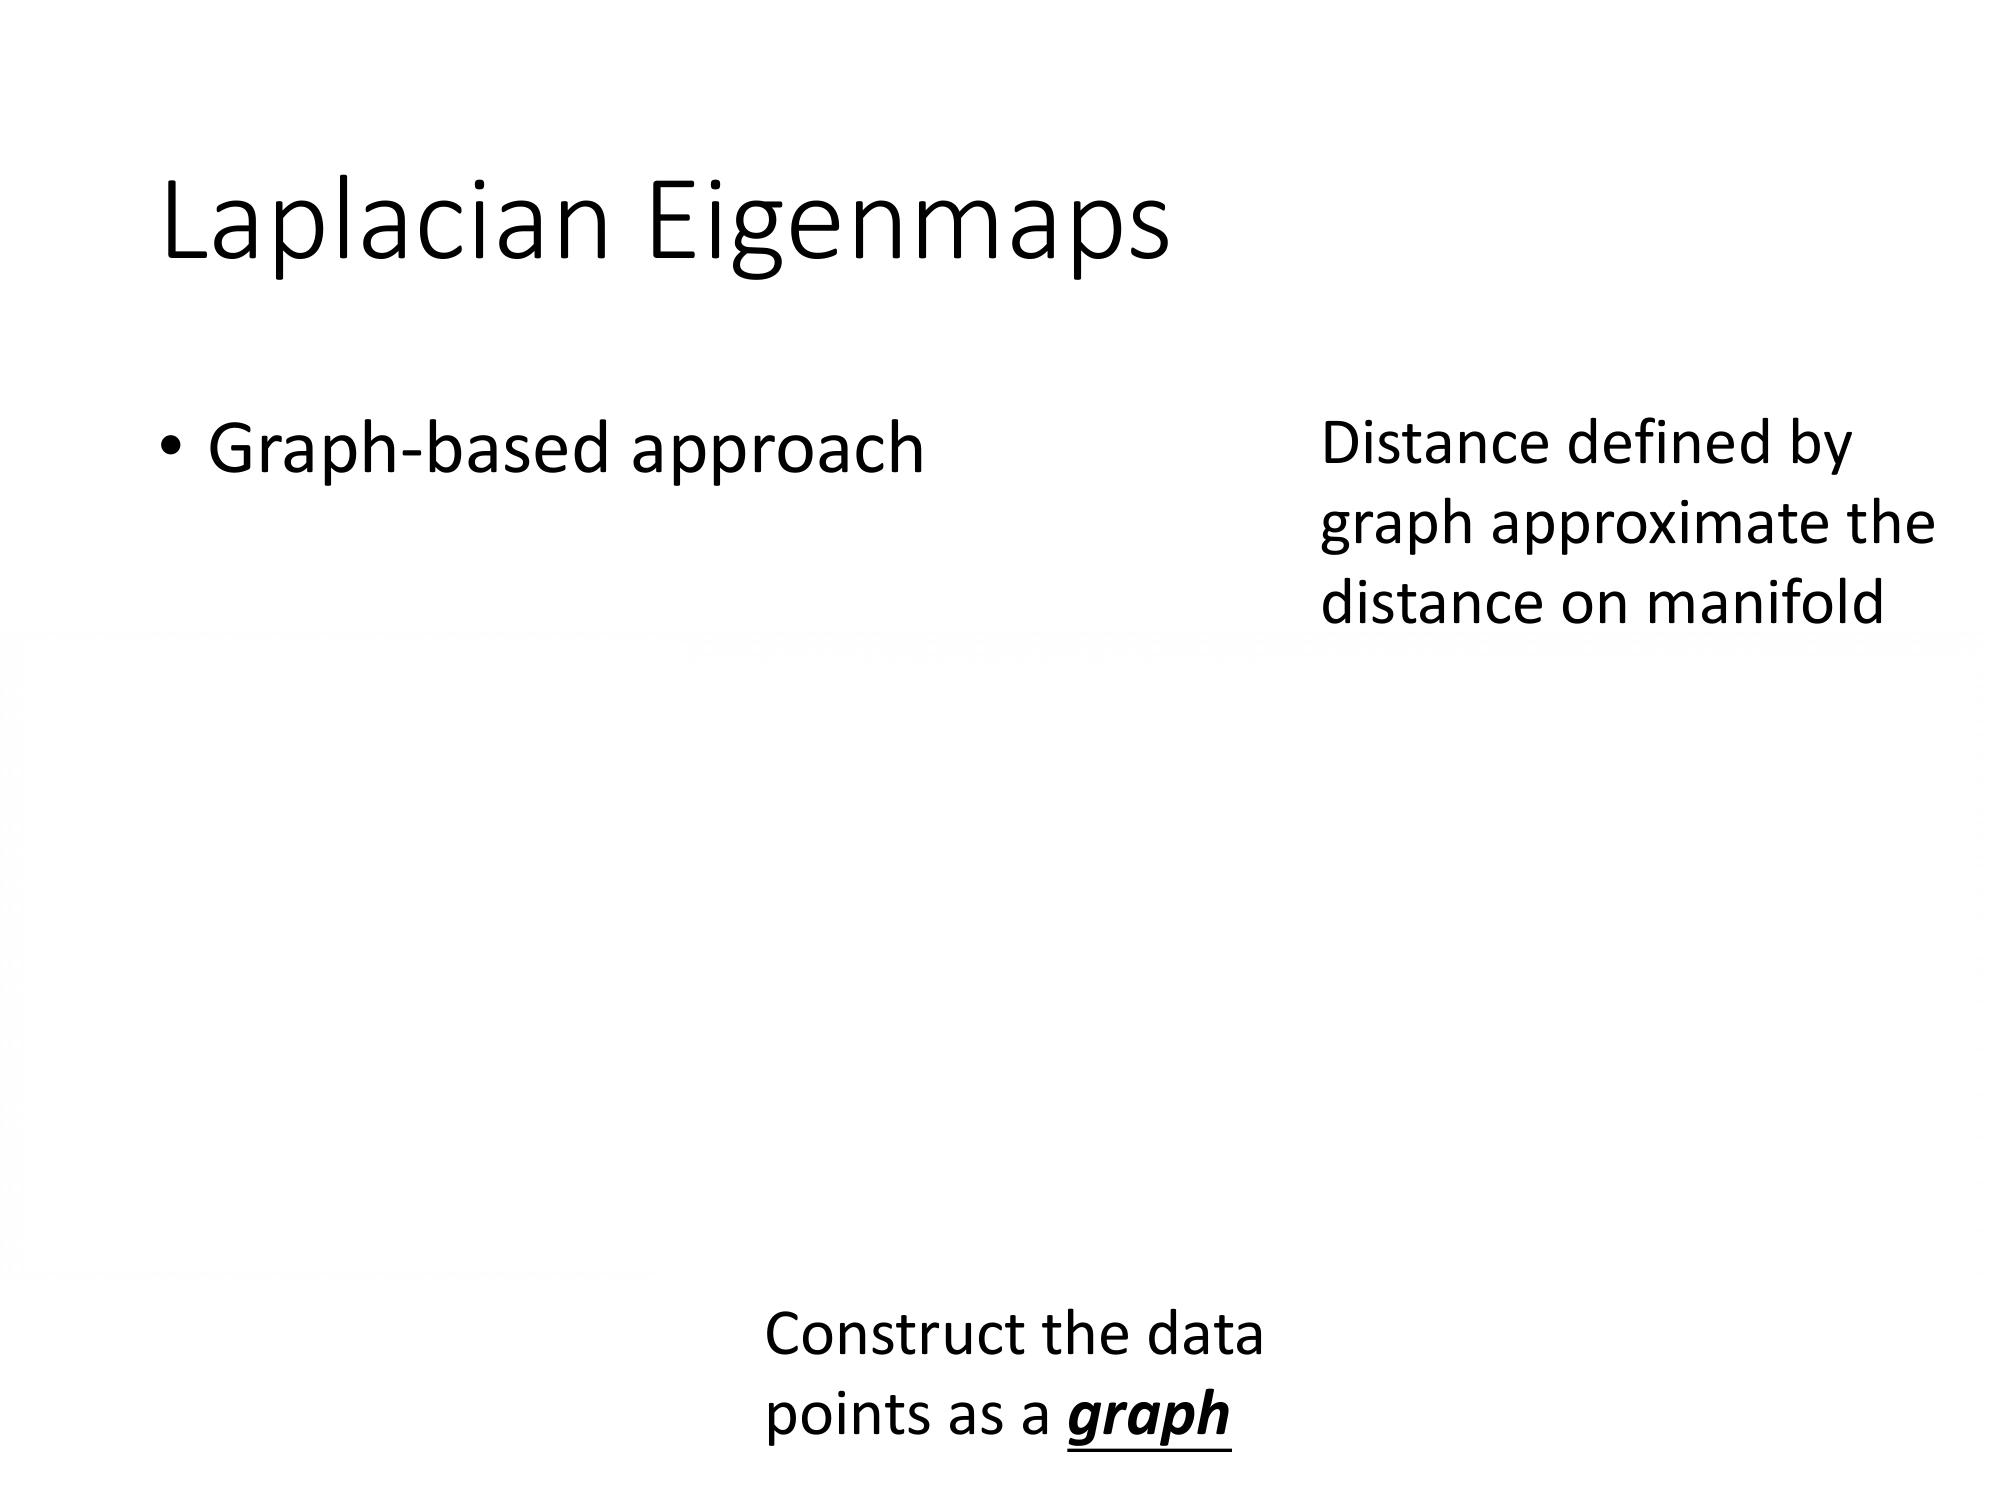 Laplacian Eigenmaps
• Graph-based approach
Distance defined by
graph approximate the
distance on manifold
Construct the data
points as a graph